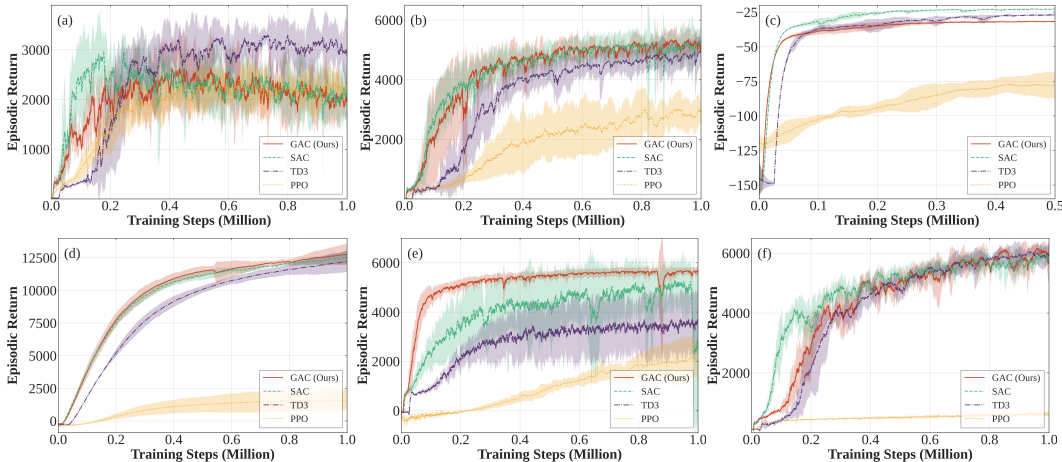 (a)
Episodic Return
3000
2000
1000
GAC (Ours)
SAC
TD3
PPO
0.0 0.2 0.4 0.6 0.8 1.0
Training Steps (Million)
(b)
Episodic Return
6000
4000
2000
GAC (Ours)
SAC
TD3
PPO
0.0 0.2 0.4 0.6 0.8 1.0
Training Steps (Million)
(c)
Episodic Return
−25
−50
−75
−100
−125
−150
GAC (Ours)
SAC
TD3
PPO
0.0 0.1 0.2 0.3 0.4 0.5
Training Steps (Million)
(d)
Episodic Return
12500
10000
7500
5000
2500
0
GAC (Ours)
SAC
TD3
PPO
0.0 0.2 0.4 0.6 0.8 1.0
Training Steps (Million)
(e)
Episodic Return
6000
4000
2000
0
GAC (Ours)
SAC
TD3
PPO
0.0 0.2 0.4 0.6 0.8 1.0
Training Steps (Million)
(f)
Episodic Return
6000
4000
2000
GAC (Ours)
SAC
TD3
PPO
0.0 0.2 0.4 0.6 0.8 1.0
Training Steps (Million)